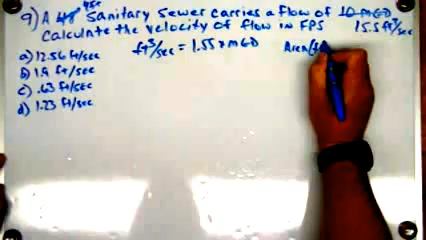 9) A 48" Sanitary Sewer carries a flow of 10 MGD
Calculate the velocity of flow in FPS 15.5 ft³/sec
a) 12.56 ft/sec ft³/sec = 1.55 x MGD Area(f
b) 1.9 ft/sec
c) .63 ft/sec
d) 1.23 ft/sec